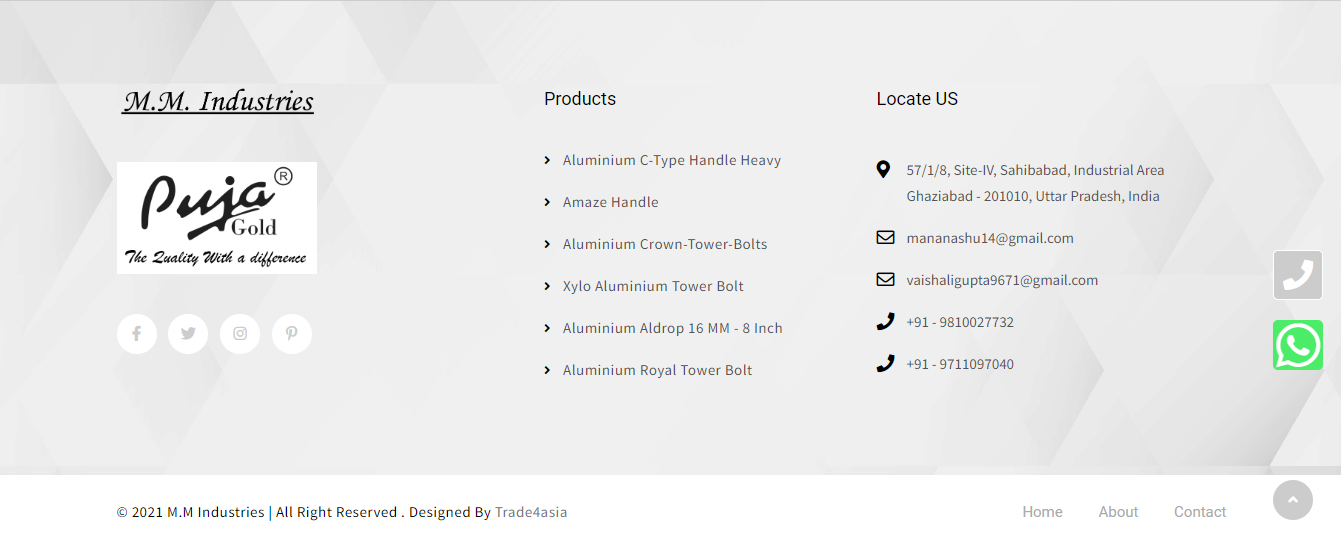 M.M. Industries
Puja ®
Gold
The Quality With a difference
Products
Aluminium C-Type Handle Heavy
Amaze Handle
Aluminium Crown-Tower-Bolts
Xylo Aluminium Tower Bolt
Aluminium Aldrop 16 MM - 8 Inch
Aluminium Royal Tower Bolt
Locate US
57/1/8, Site-IV, Sahibabad, Industrial Area
Ghaziabad - 201010, Uttar Pradesh, India
mananashu14@gmail.com
vaishaligupta9671@gmail.com
+91 - 9810027732
+91 - 9711097040
© 2021 M.M Industries | All Right Reserved . Designed By Trade4asia
Home About Contact